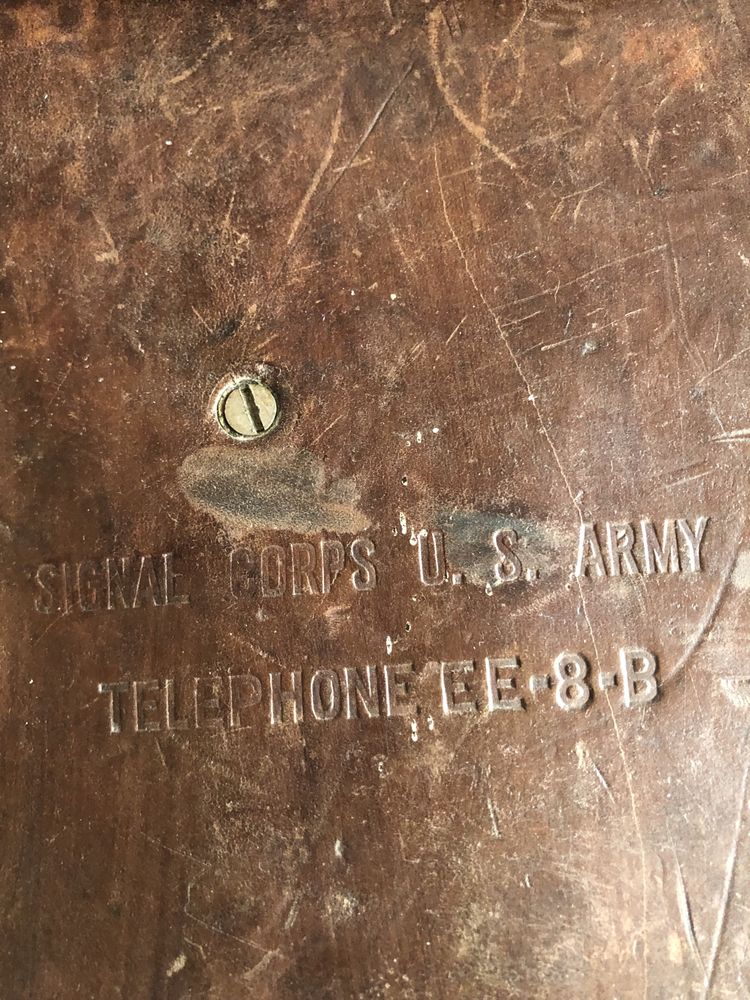 SIGNAL CORPS U. S. ARMY
TELEPHONE EE-8-B